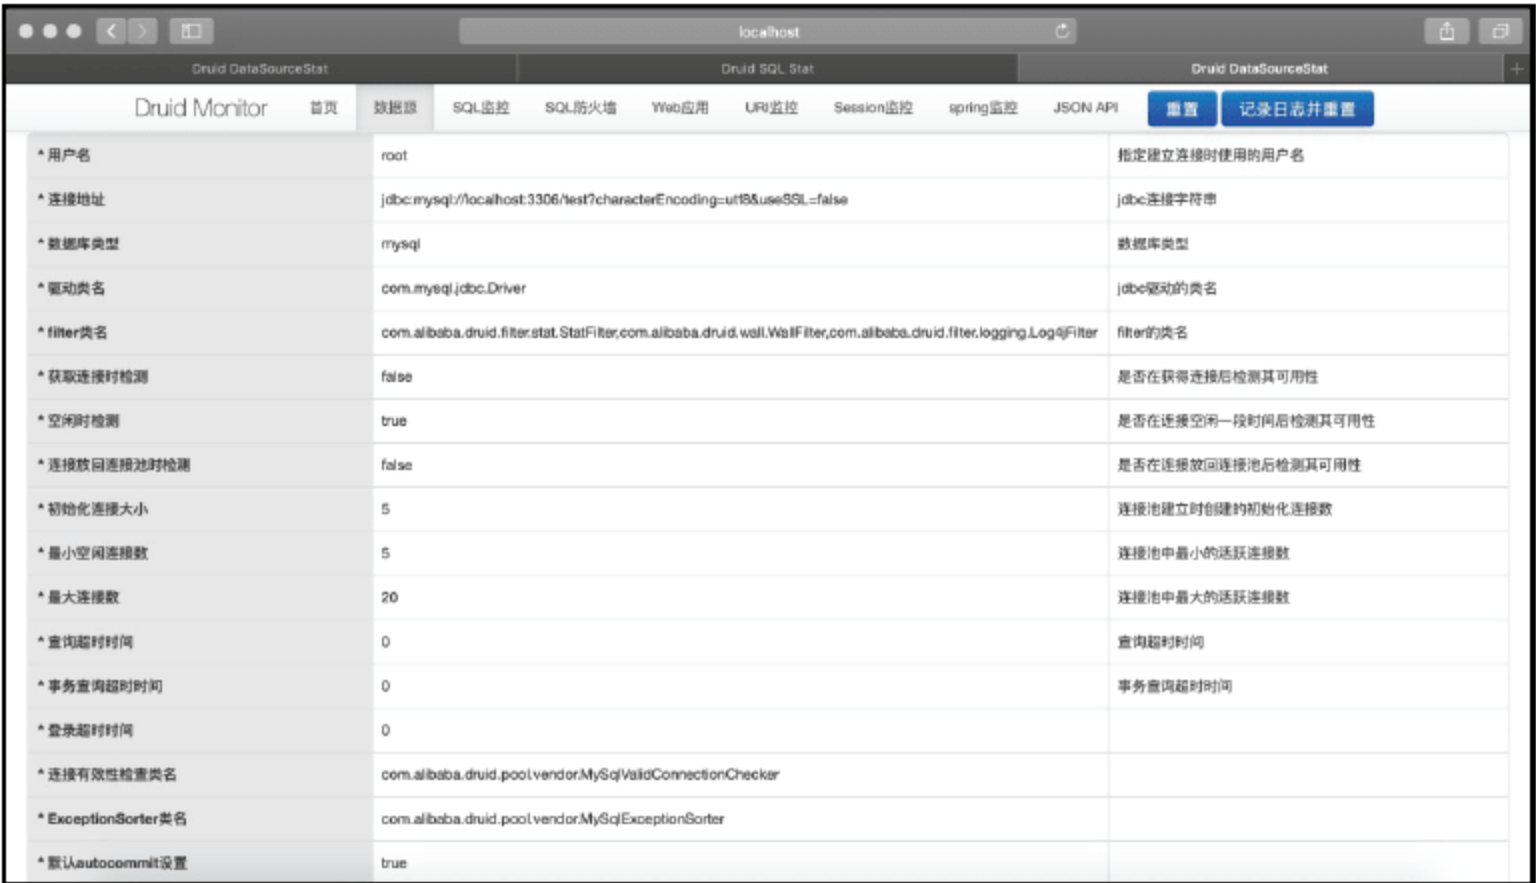 localhost
Druid DataSourceStat Druid SQL Stat Druid DataSourceStat +
Druid Monitor 首页 数据源 SQL监控 SQL防火墙 Web应用 URI监控 Session监控 spring监控 JSON API 重置 记录日志并重置
* 用户名 root 指定建立连接时使用的用户名
* 连接地址 jdbc:mysql://localhost:3306/test?characterEncoding=utf8&useSSL=false jdbc连接字符串
* 数据库类型 mysql 数据库类型
* 驱动类名 com.mysql.jdbc.Driver jdbc驱动的类名
* filter类名 com.alibaba.druid.filter.stat.StatFilter,com.alibaba.druid.wall.WallFilter,com.alibaba.druid.filter.logging.Log4jFilter filter的类名
* 获取连接时检测 false 是否在获得连接后检测其可用性
* 空闲时检测 true 是否在连接空闲一段时间后检测其可用性
* 连接放回连接池时检测 false 是否在连接放回连接池后检测其可用性
* 初始化连接大小 5 连接池建立时创建的初始化连接数
* 最小空闲连接数 5 连接池中最小的活跃连接数
* 最大连接数 20 连接池中最大的活跃连接数
* 查询超时时间 0 查询超时时间
* 事务查询超时时间 0 事务查询超时时间
* 登录超时时间 0
* 连接有效性检查类名 com.alibaba.druid.pool.vendor.MySqlValidConnectionChecker
* ExceptionSorter类名 com.alibaba.druid.pool.vendor.MySqlExceptionSorter
* 默认autocommit设置 true